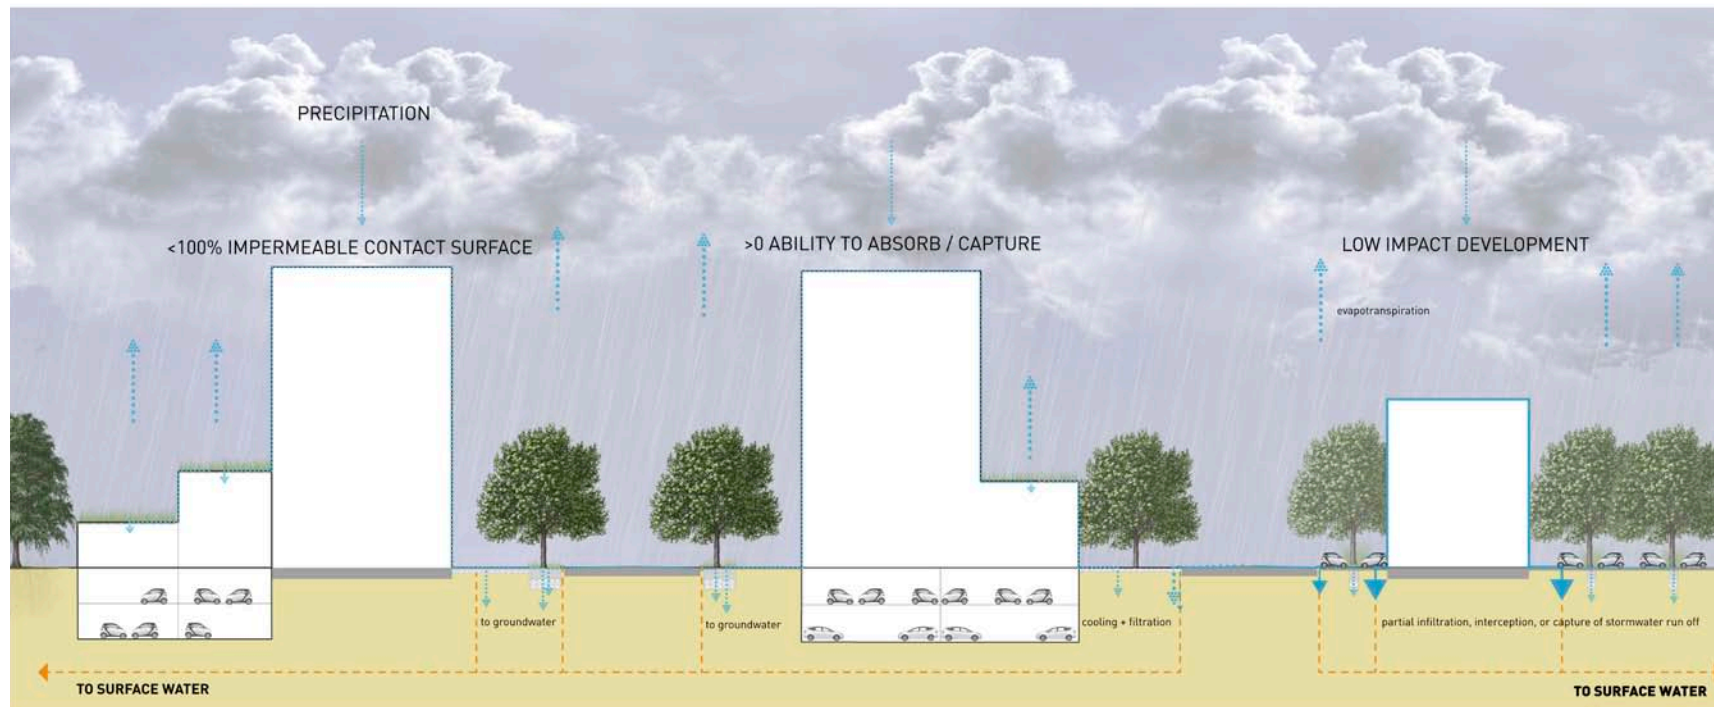 PRECIPITATION
<100% IMPERMEABLE CONTACT SURFACE
>0 ABILITY TO ABSORB / CAPTURE
LOW IMPACT DEVELOPMENT
evapotranspiration
to groundwater
to groundwater
cooling + filtration
partial infiltration, interception, or capture of stormwater run off
TO SURFACE WATER
TO SURFACE WATER